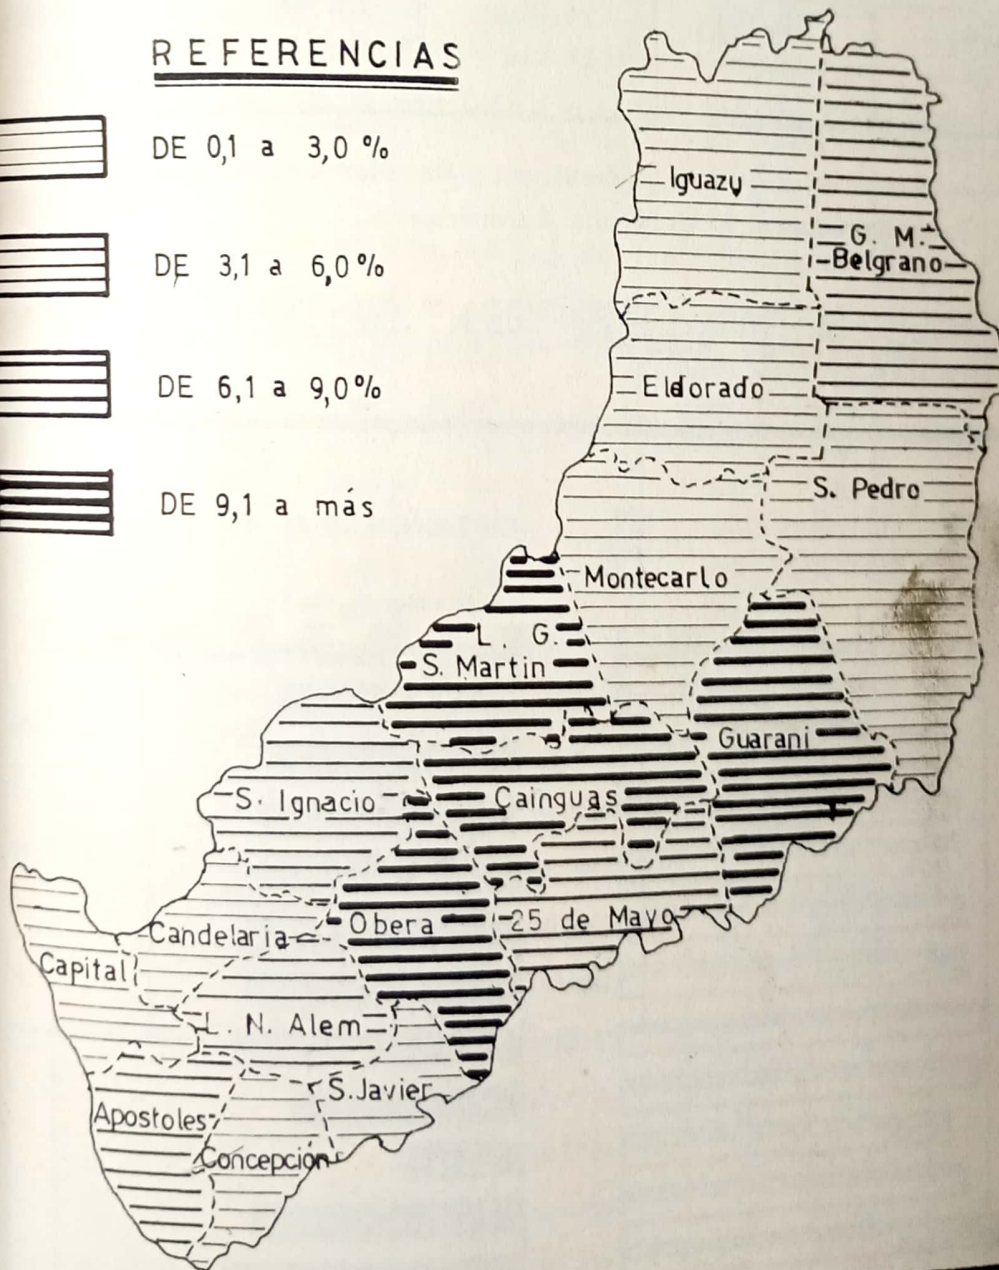 REFERENCIAS
DE 0,1 a 3,0 %
DE 3,1 a 6,0 %
DE 6,1 a 9,0 %
DE 9,1 a más
Iguazu
G. M.
Belgrano
Eldorado
S. Pedro
Montecarlo
L. G.
S. Martin
Guarani
S. Ignacio
Cainguas
Obera
25 de Mayo
Candelaria
Capital
L. N. Alem
S. Javier
Apostoles
Concepción